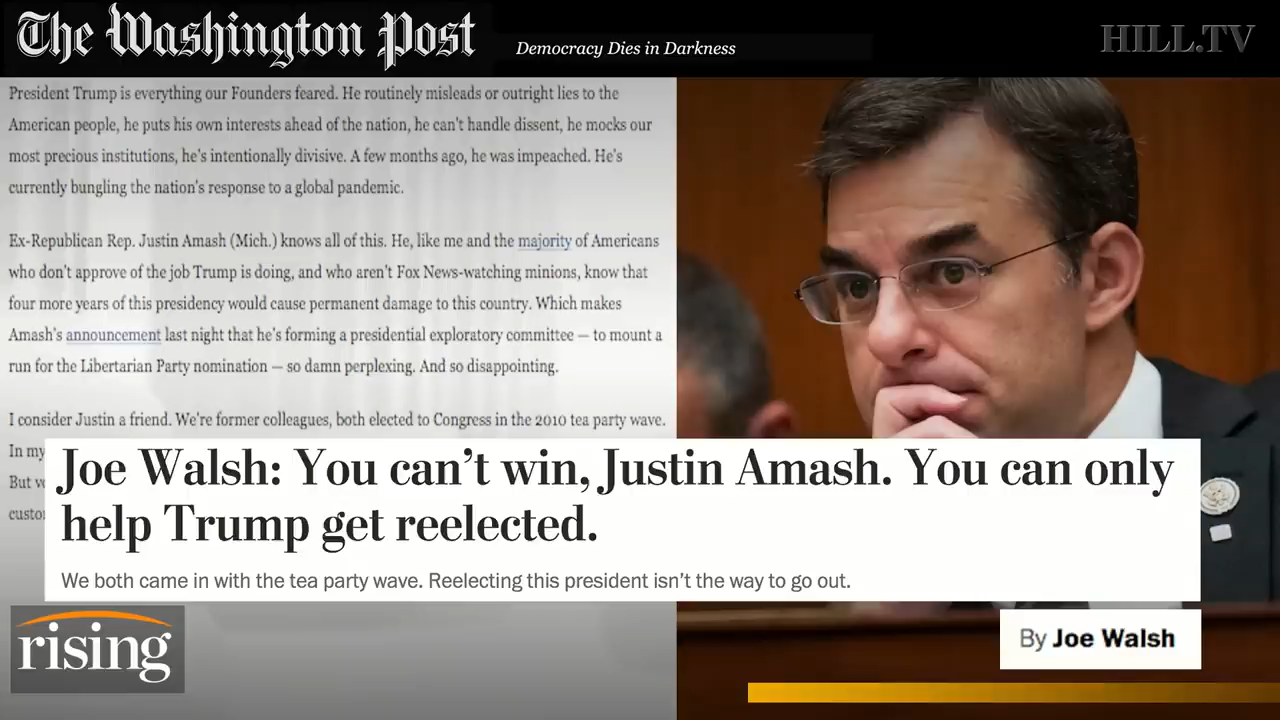 The Washington Post
Democracy Dies in Darkness
HILL.TV
President Trump is everything our Founders feared. He routinely misleads or outright lies to the
American people, he puts his own interests ahead of the nation, he can't handle dissent, he mocks our
most precious institutions, he's intentionally divisive. A few months ago, he was impeached. He's
currently bungling the nation's response to a global pandemic.
Ex-Republican Rep. Justin Amash (Mich.) knows all of this. He, like me and the majority of Americans
who don't approve of the job Trump is doing, and who aren't Fox News-watching minions, know that
four more years of this presidency would cause permanent damage to this country. Which makes
Amash's announcement last night that he's forming a presidential exploratory committee — to mount a
run for the Libertarian Party nomination — so damn perplexing. And so disappointing.
I consider Justin a friend. We're former colleagues, both elected to Congress in the 2010 tea party wave.
In my
But
Joe Walsh: You can't win, Justin Amash. You can only
help Trump get reelected.
We both came in with the tea party wave. Reelecting this president isn't the way to go out.
By Joe Walsh
rising